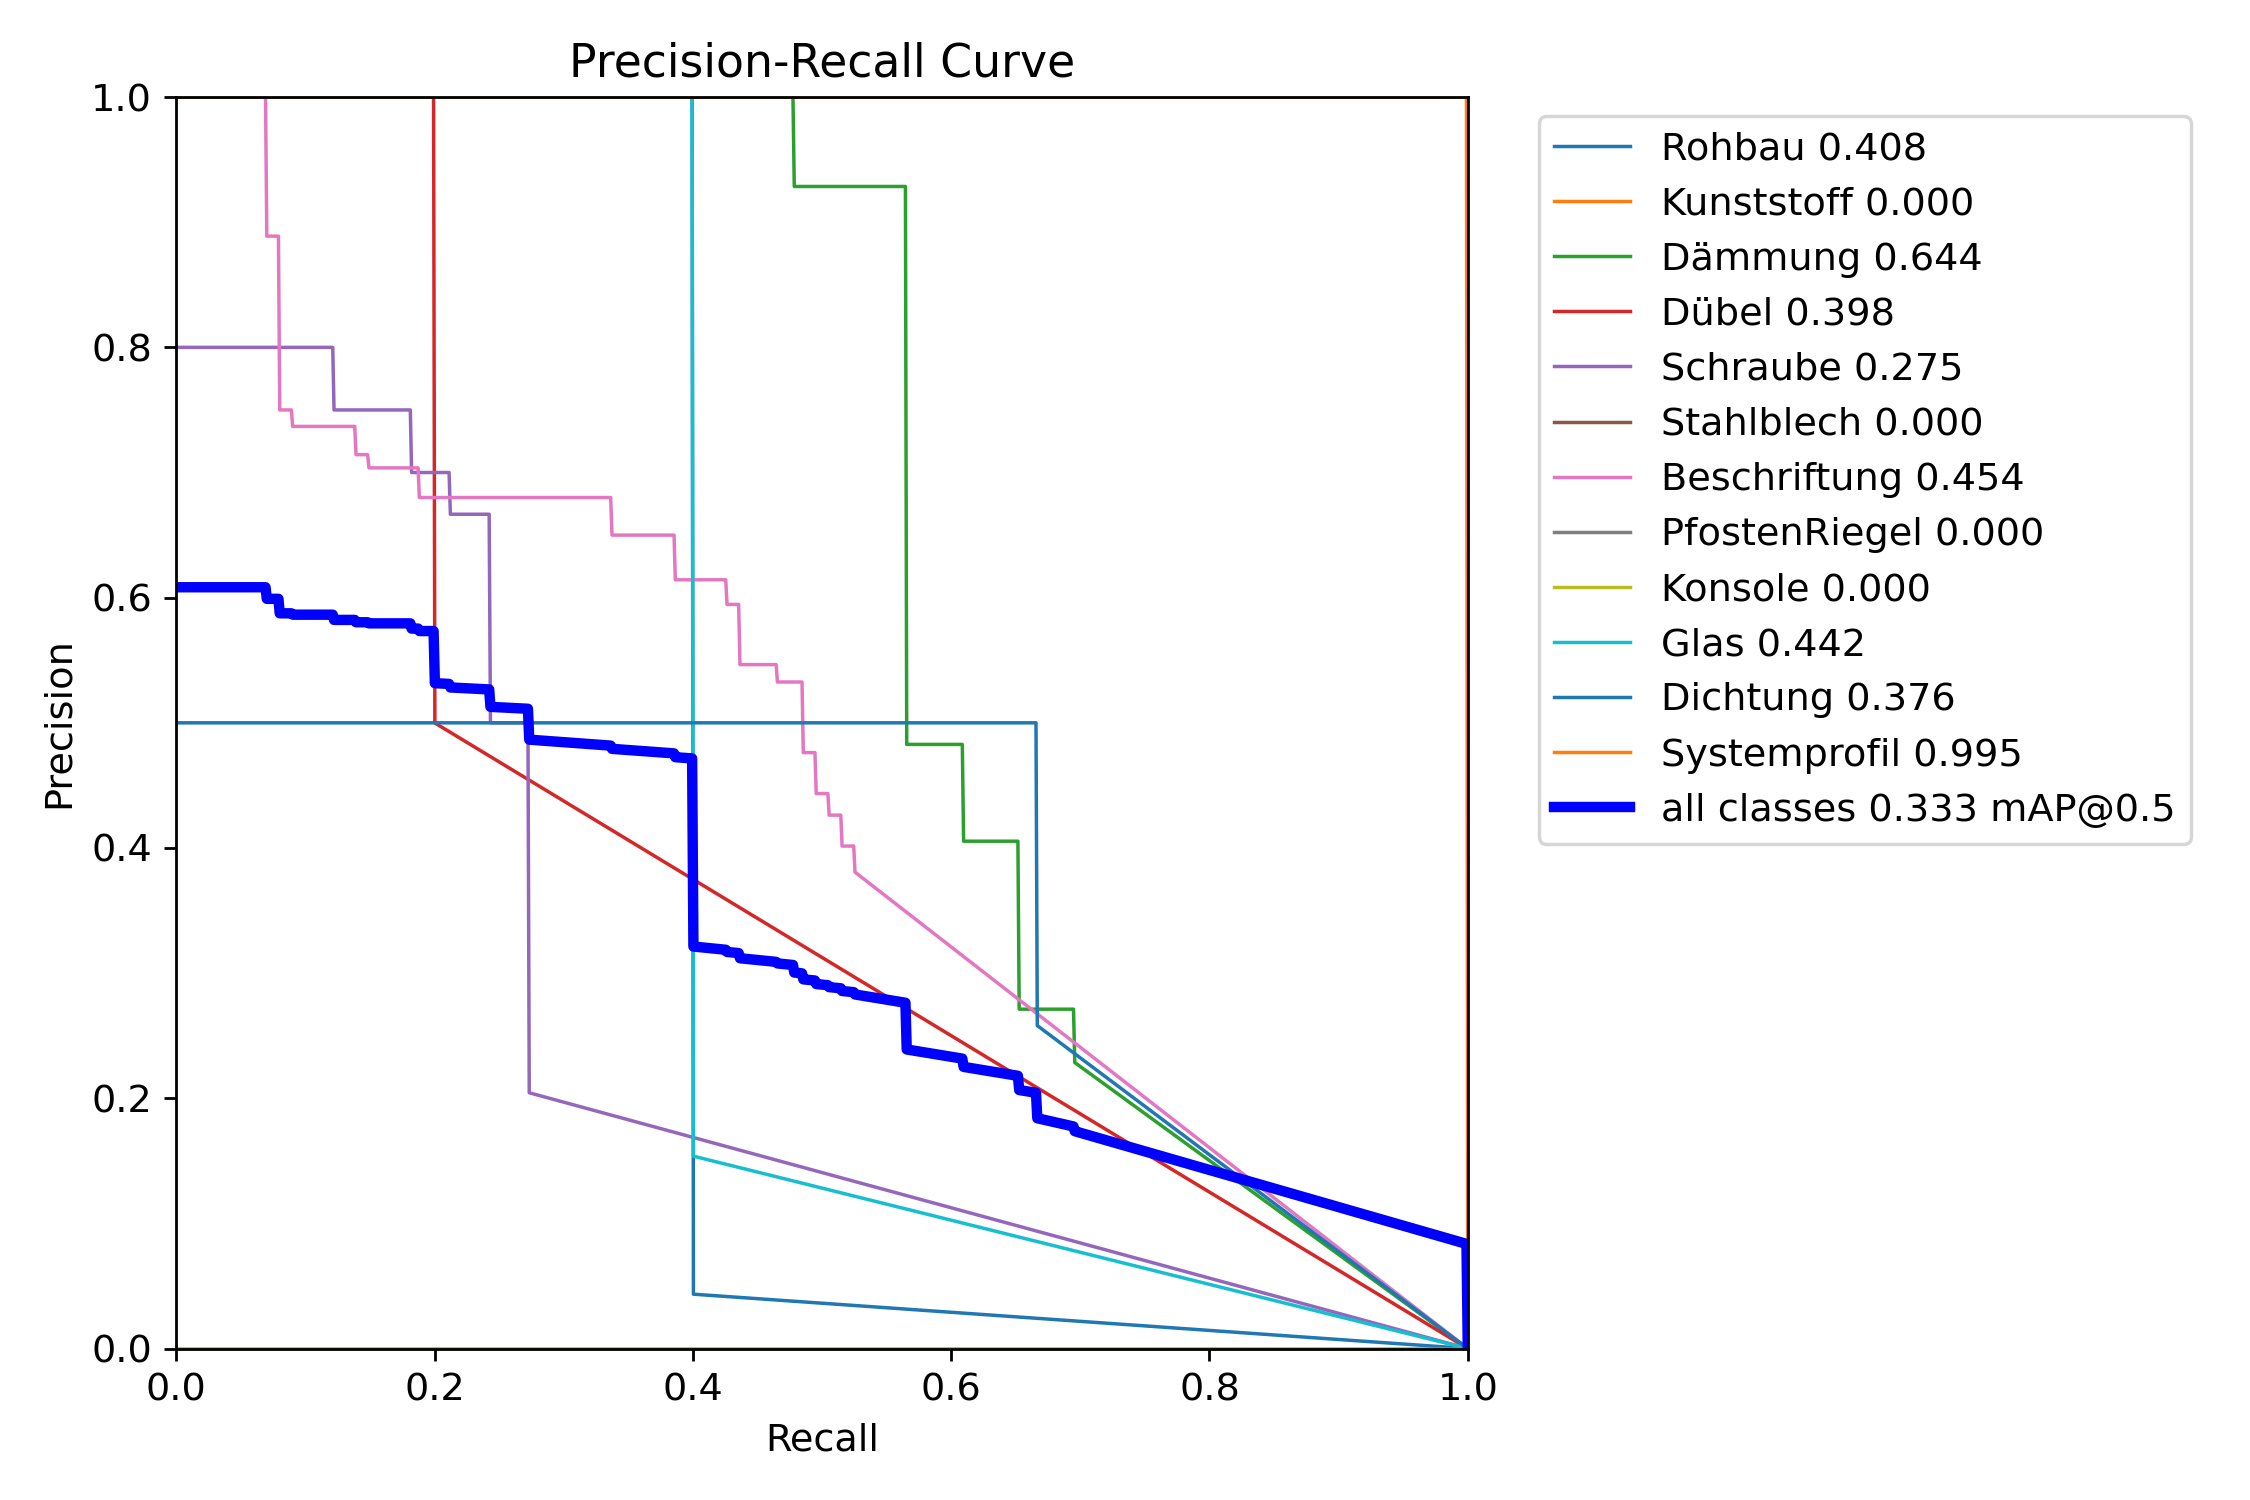 Precision-Recall Curve
1.0
0.8
0.6
0.4
0.2
0.0
Precision
0.0 0.2 0.4 0.6 0.8 1.0
Recall
Rohbau 0.408
Kunststoff 0.000
Dämmung 0.644
Dübel 0.398
Schraube 0.275
Stahlblech 0.000
Beschriftung 0.454
PfostenRiegel 0.000
Konsole 0.000
Glas 0.442
Dichtung 0.376
Systemprofil 0.995
all classes 0.333 mAP@0.5